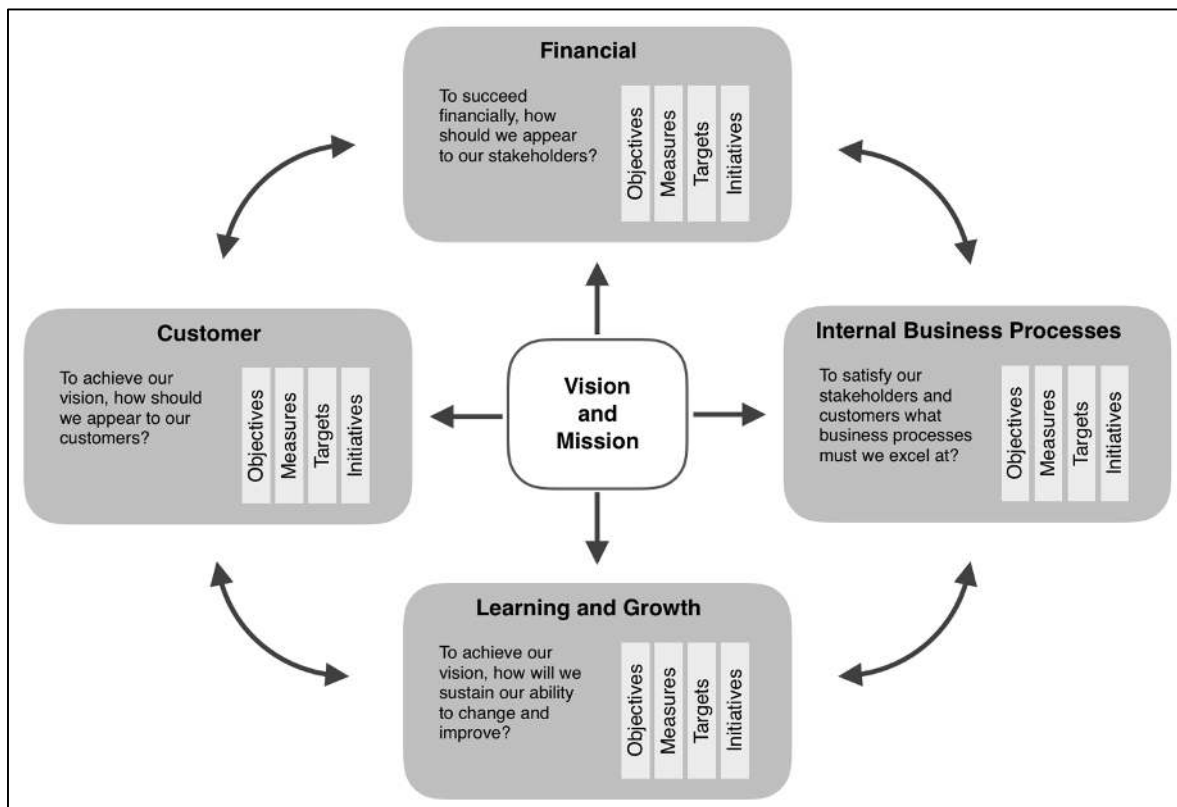 Financial
To succeed
financially, how
should we appear
to our stakeholders?
Objectives
Measures
Targets
Initiatives
Customer
To achieve our
vision, how should
we appear to our
customers?
Objectives
Measures
Targets
Initiatives
Vision
and
Mission
Internal Business Processes
To satisfy our
stakeholders and
customers what
business processes
must we excel at?
Objectives
Measures
Targets
Initiatives
Learning and Growth
To achieve our
vision, how will we
sustain our ability
to change and
improve?
Objectives
Measures
Targets
Initiatives